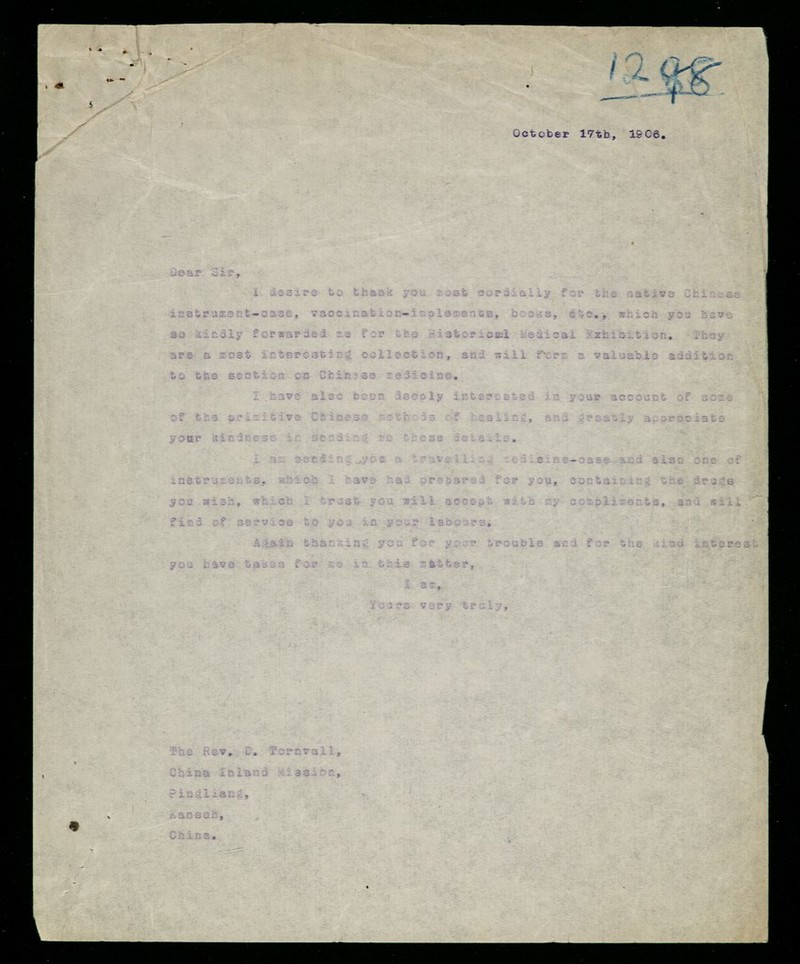 October 17th, 1906.
Dear Sir,
I desire to thank you most cordially for the native Chinese
instrument-case, vaccination-implements, books, etc., which you have
so kindly forwarded me for the Historical Medical Exhibition. They
are a most interesting collection, and will form a valuable addition
to the section on Chinese medicine.
I have also been deeply interested in your account of some
of the primitive Chinese methods of healing, and greatly appreciate
your kindness in sending me these details.
I am sending you a travelling medicine-case and also one of
instruments, which I have had prepared for you, containing the drugs
you wish, which I trust you will accept with my compliments, and will
find of service to you in your labours.
Again thanking you for your trouble and for the kind interest
you have taken for me in this matter,
I am,
Yours very truly,
The Rev. D. Tornvall,
China Inland Mission,
Pingliang,
Kansuh,
China.